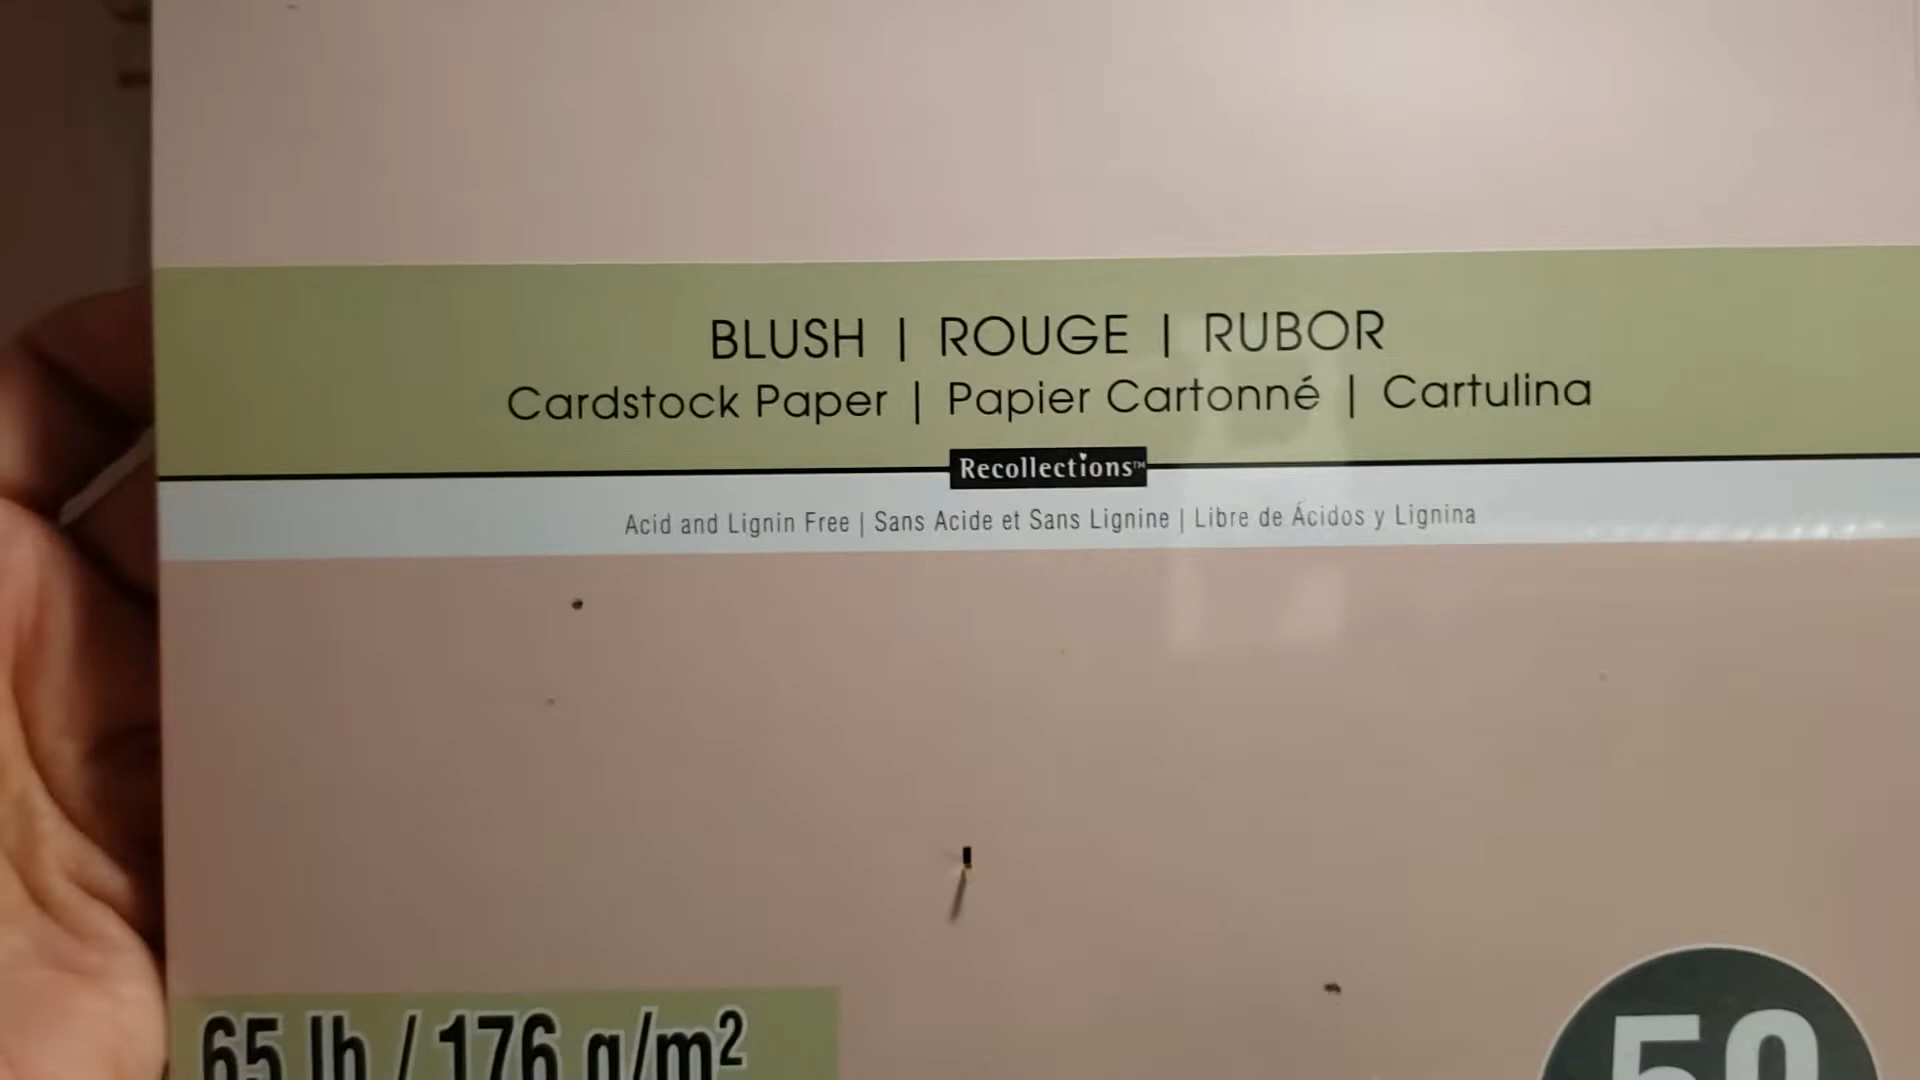 BLUSH | ROUGE | RUBOR
Cardstock Paper | Papier Cartonné | Cartulina
Recollections™
Acid and Lignin Free | Sans Acide et Sans Lignine | Libre de Ácidos y Lignina
65 lb / 176 g/m²
50